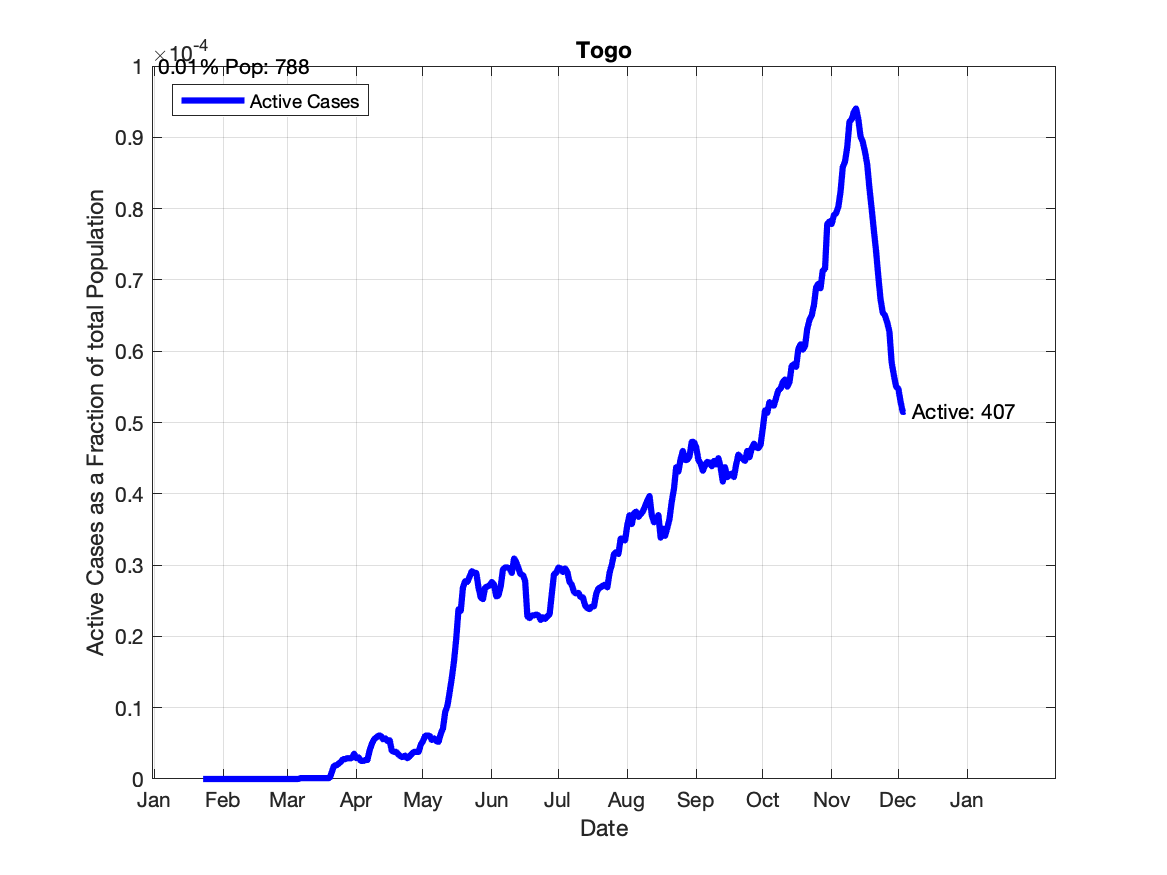 Togo
×10-4
0.01% Pop: 788
Active Cases
Active Cases as a Fraction of total Population
1
0.9
0.8
0.7
0.6
0.5
0.4
0.3
0.2
0.1
0
Active: 407
Jan Feb Mar Apr May Jun Jul Aug Sep Oct Nov Dec Jan
Date